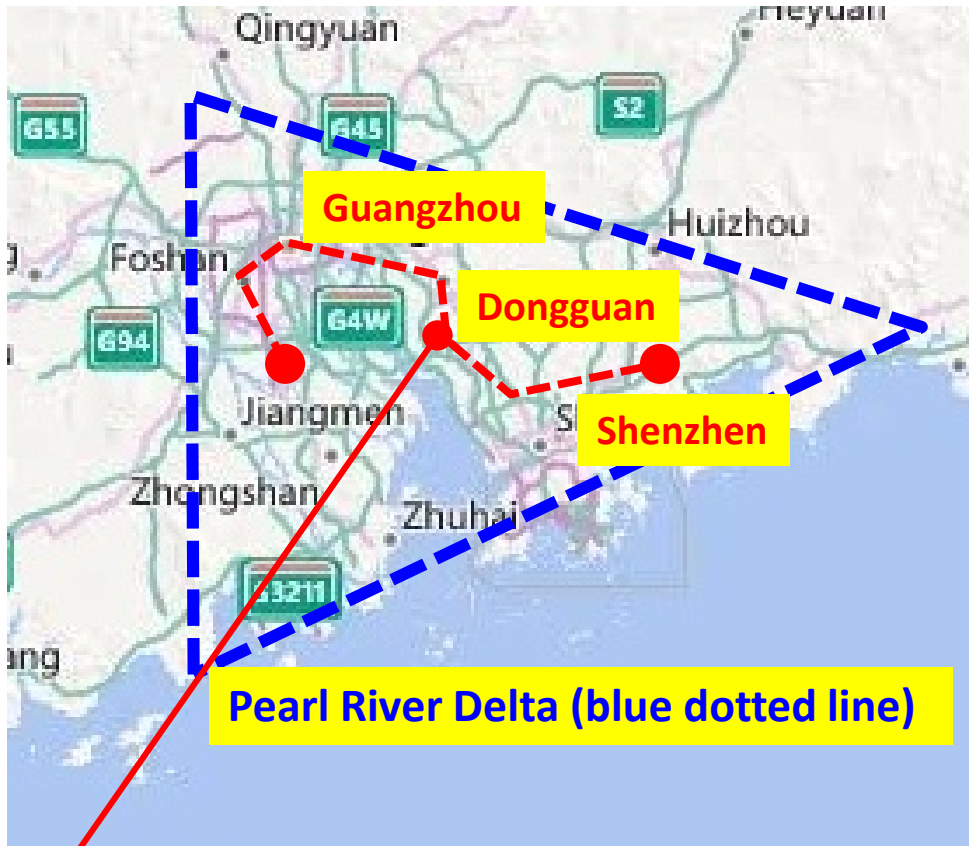 Qingyuan
Heyuan
G55
G45
S2
Guangzhou
Huizhou
Foshan
Dongguan
G4W
G94
Jiangmen
Shenzhen
Zhongshan
Zhuhai
G3211
Pearl River Delta (blue dotted line)